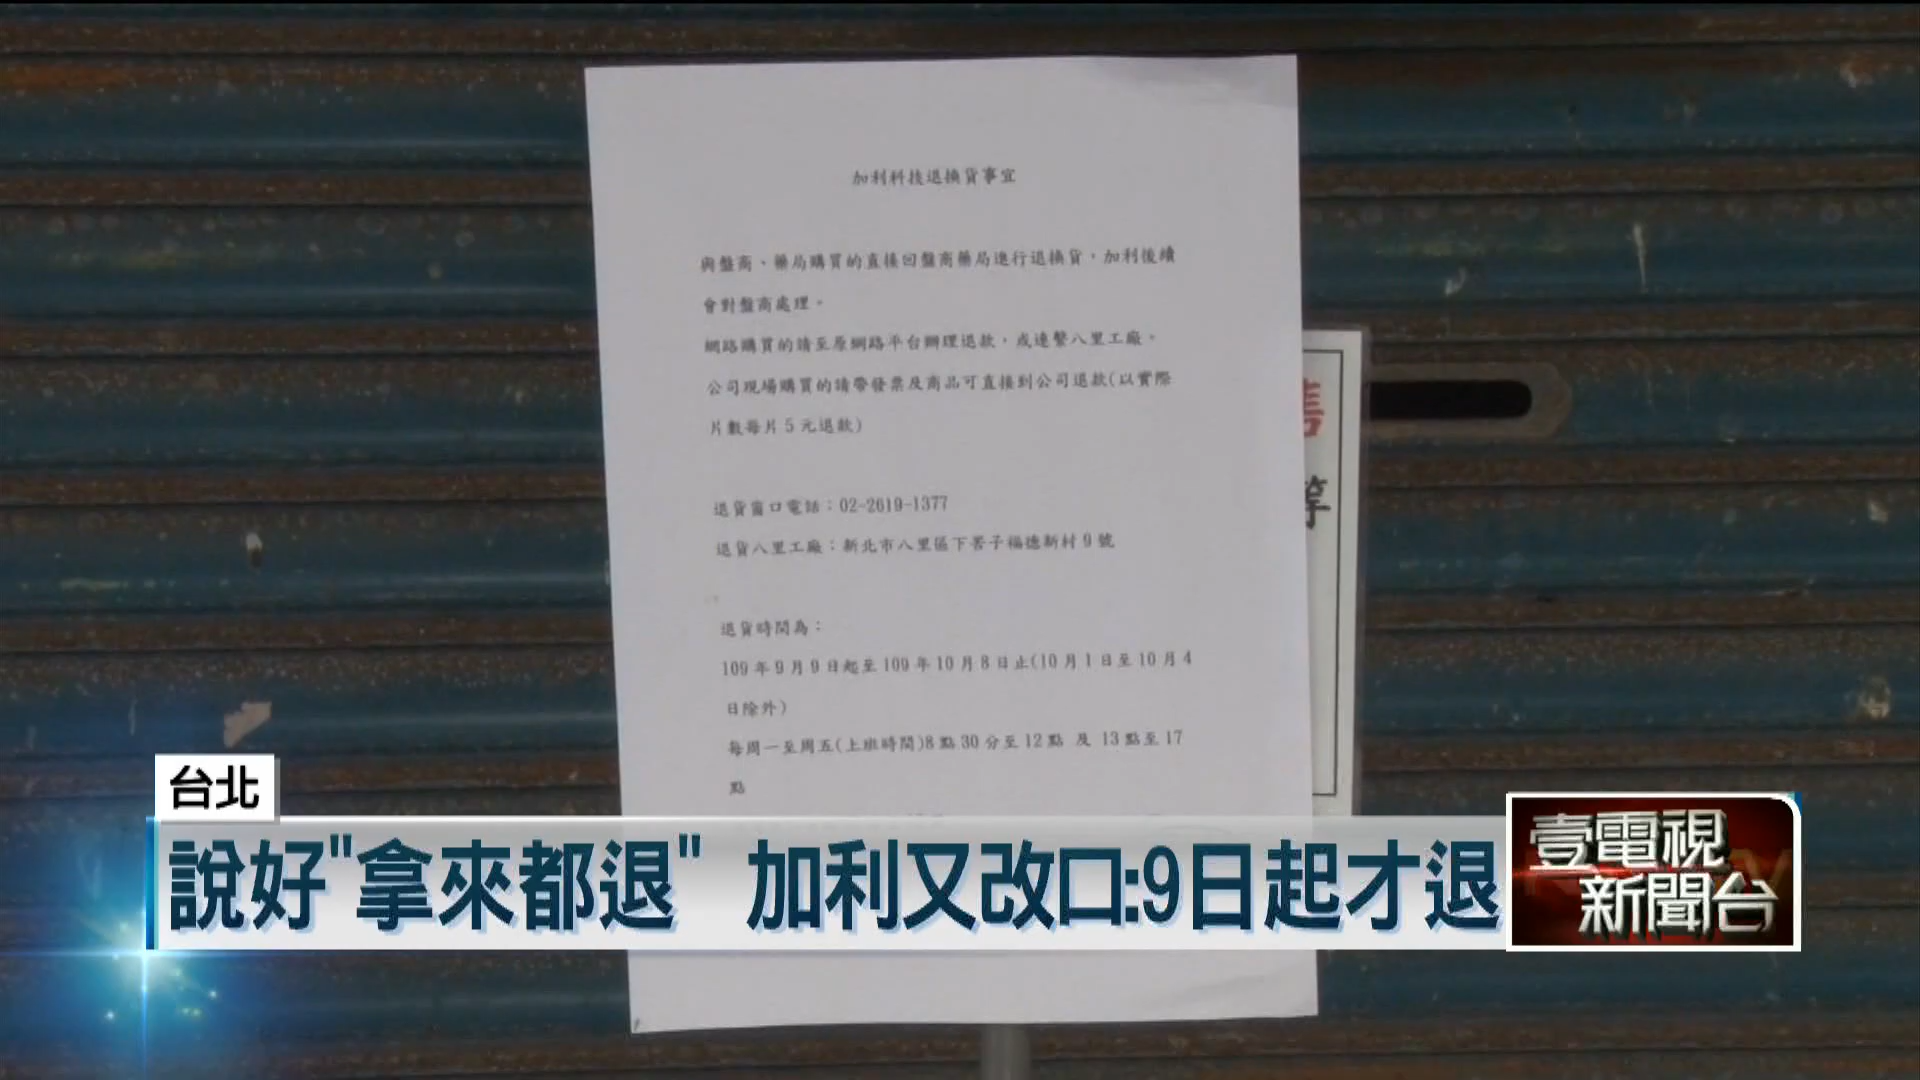 加利科技退換貨事宜
與盤商、藥局購買的直接回盤商藥局進行退換貨，加利後續
會對盤商處理。
網路購買的請至原網路平台辦理退款，或連繫八里工廠。
公司現場購買的請帶發票及商品可直接到公司退款(以實際
片數每片5元退款)
退貨窗口電話：02-2619-1377
退貨八里工廠：新北市八里區下罟子福德新村9號
退貨時間為：
109年9月9日起至109年10月8日止(10月1日至10月4
日除外)
每周一至周五(上班時間)8點30分至12點 及 13點至17
點
售
等
台北
說好"拿來都退" 加利又改口:9日起才退
壹電視
新聞台